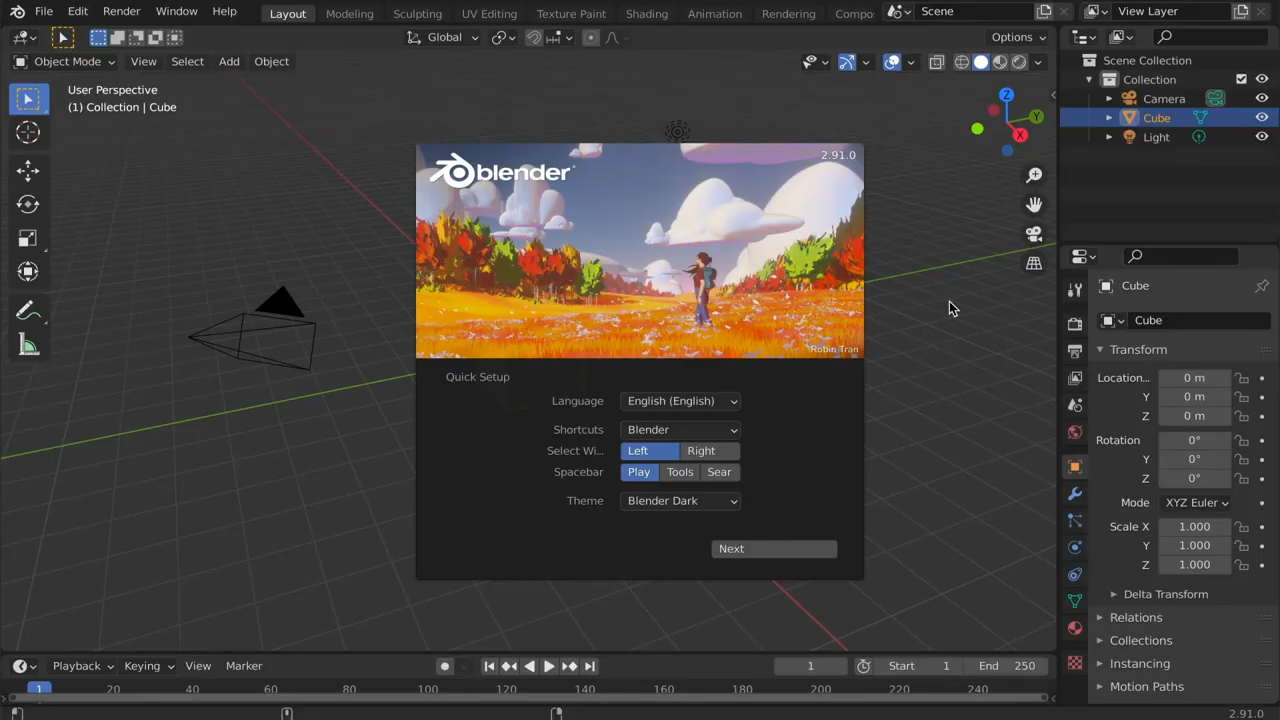 File Edit Render Window Help Layout Modeling Sculpting UV Editing Texture Paint Shading Animation Rendering Compo Scene View Layer
Global Options
Object Mode View Select Add Object
User Perspective
(1) Collection | Cube
Z
Y
X
Scene Collection
Collection
Camera
Cube
Light
blender
2.91.0
Robin Tran
Quick Setup
Language English (English)
Shortcuts Blender
Select Wi... Left Right
Spacebar Play Tools Sear
Theme Blender Dark
Next
Cube
Cube
Transform
Location... 0 m
Y 0 m
Z 0 m
Rotation 0°
Y 0°
Z 0°
Mode XYZ Euler
Scale X 1.000
Y 1.000
Z 1.000
Delta Transform
Relations
Collections
Instancing
Motion Paths
Playback Keying View Marker 1 Start 1 End 250
1 20 40 60 80 100 120 140 160 180 200 220 240
2.91.0